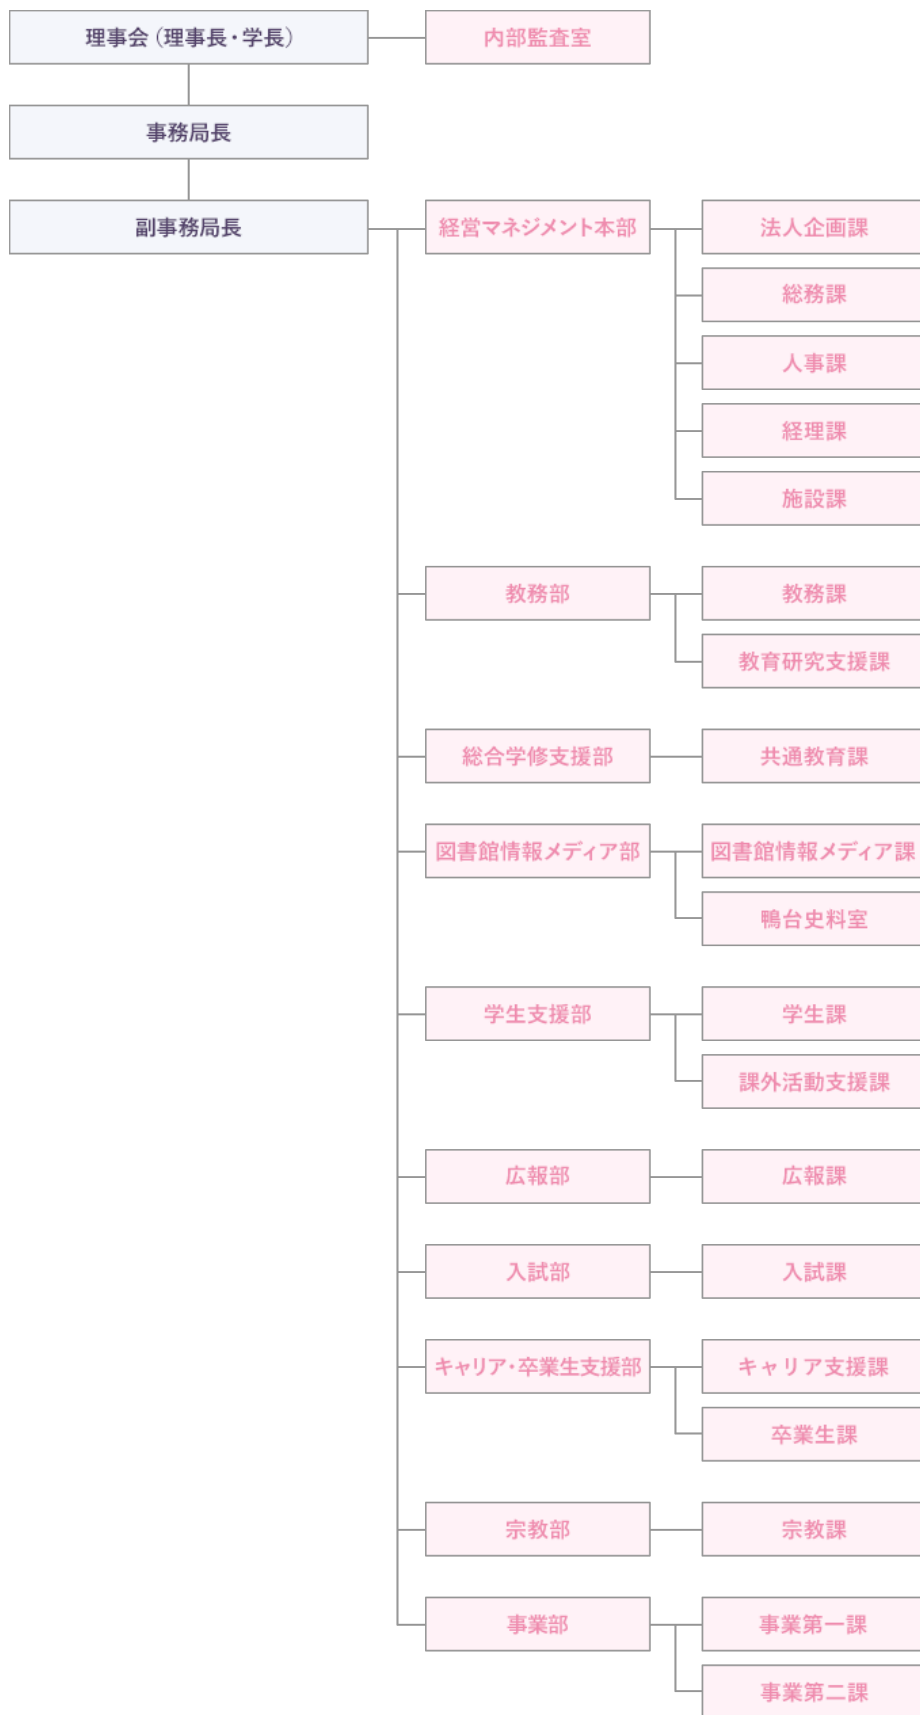 理事会（理事長・学長）
内部監査室
事務局長
副事務局長
経営マネジメント本部
法人企画課
総務課
人事課
経理課
施設課
教務部
教務課
教育研究支援課
総合学修支援部
共通教育課
図書館情報メディア部
図書館情報メディア課
鴨台史料室
学生支援部
学生課
課外活動支援課
広報部
広報課
入試部
入試課
キャリア・卒業生支援部
キャリア支援課
卒業生課
宗教部
宗教課
事業部
事業第一課
事業第二課